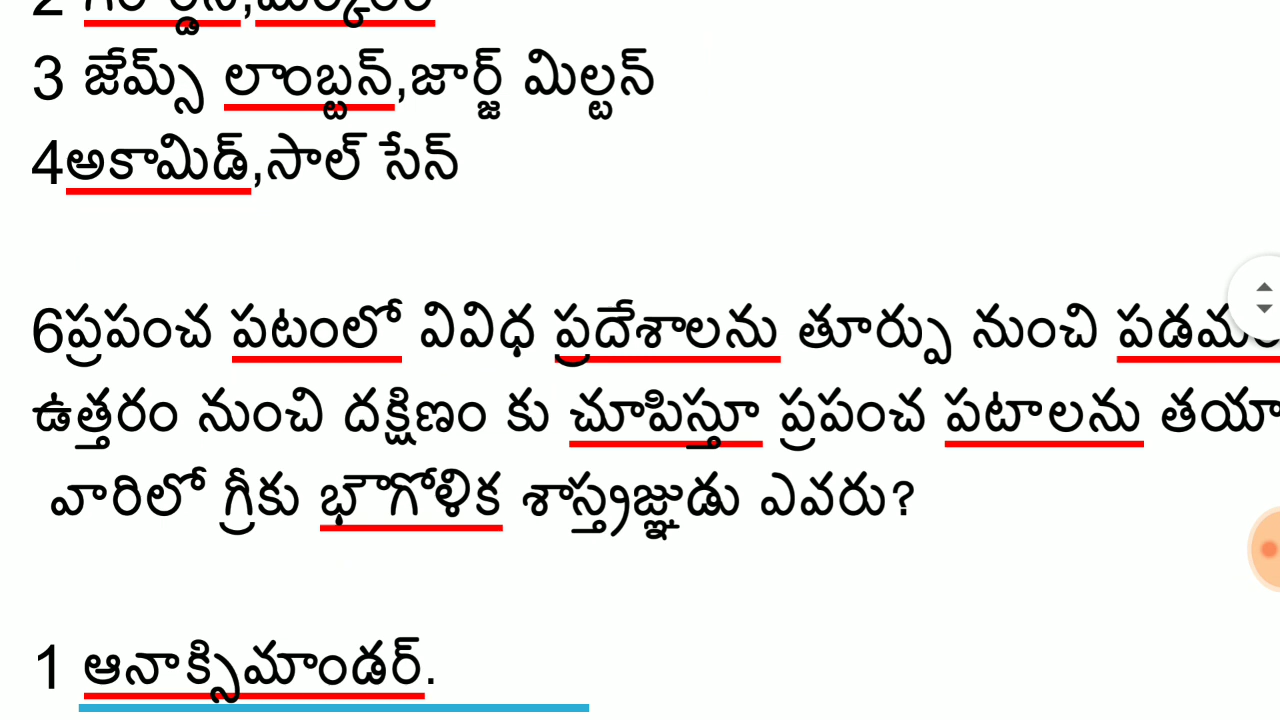 3 జేమ్స్ లాంబ్టన్,జార్జ్ మిల్టన్
4అకామిడ్,సాల్ సేన్
6ప్రపంచ పటంలో వివిధ ప్రదేశాలను తూర్పు నుంచి
ఉత్తరం నుంచి దక్షిణం కు చూపిస్తూ ప్రపంచ పటాలను
వారిలో గ్రీకు భౌగోళిక శాస్త్రజ్ఞుడు ఎవరు?
1 ఆనాక్సిమాండర్.